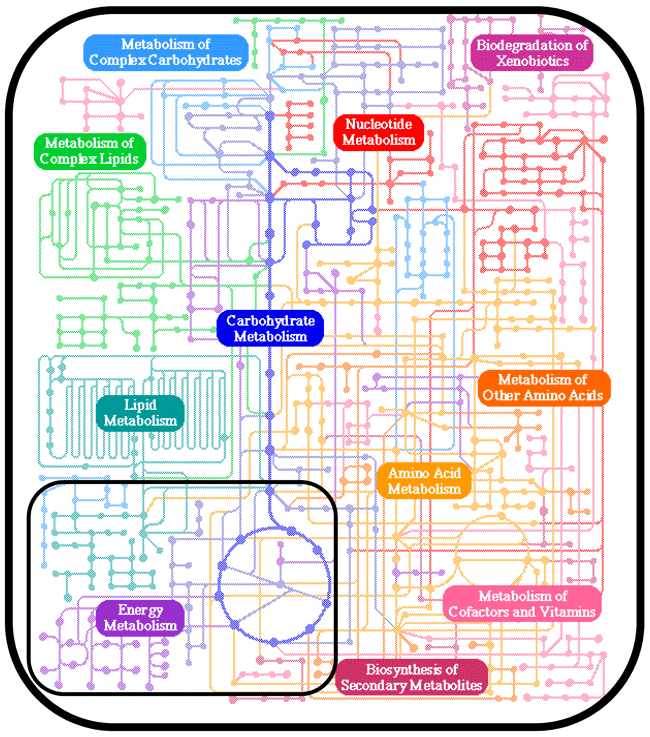 Metabolism of
Complex Carbohydrates
Biodegradation of
Xenobiotics
Nucleotide
Metabolism
Metabolism of
Complex Lipids
Carbohydrate
Metabolism
Metabolism of
Other Amino Acids
Lipid
Metabolism
Amino Acid
Metabolism
Metabolism of
Cofactors and Vitamins
Energy
Metabolism
Biosynthesis of
Secondary Metabolites